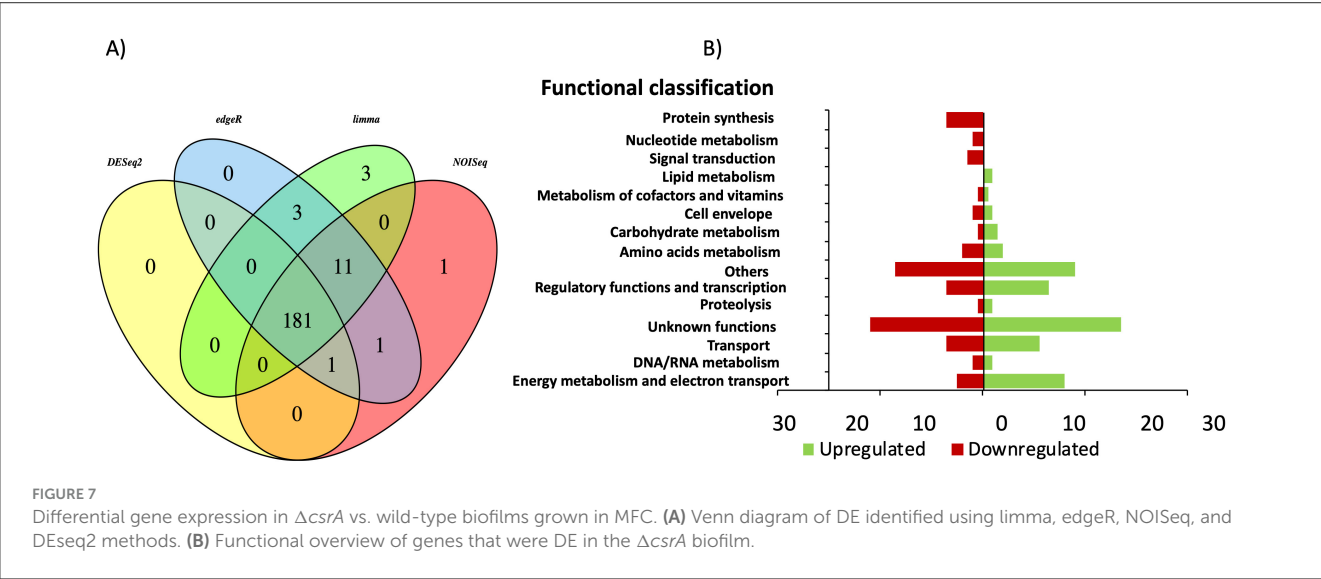 A)
B)
Functional classification
edgeR
limma
DESeq2
NOISeq
0
3
0
3
0
0
0
11
1
181
0
0
1
1
0
Protein synthesis
Nucleotide metabolism
Signal transduction
Lipid metabolism
Metabolism of cofactors and vitamins
Cell envelope
Carbohydrate metabolism
Amino acids metabolism
Others
Regulatory functions and transcription
Proteolysis
Unknown functions
Transport
DNA/RNA metabolism
Energy metabolism and electron transport
30 20 10 0 10 20 30
Upregulated Downregulated
FIGURE 7
Differential gene expression in ΔcsrA vs. wild-type biofilms grown in MFC. (A) Venn diagram of DE identified using limma, edgeR, NOISeq, and
DEseq2 methods. (B) Functional overview of genes that were DE in the ΔcsrA biofilm.